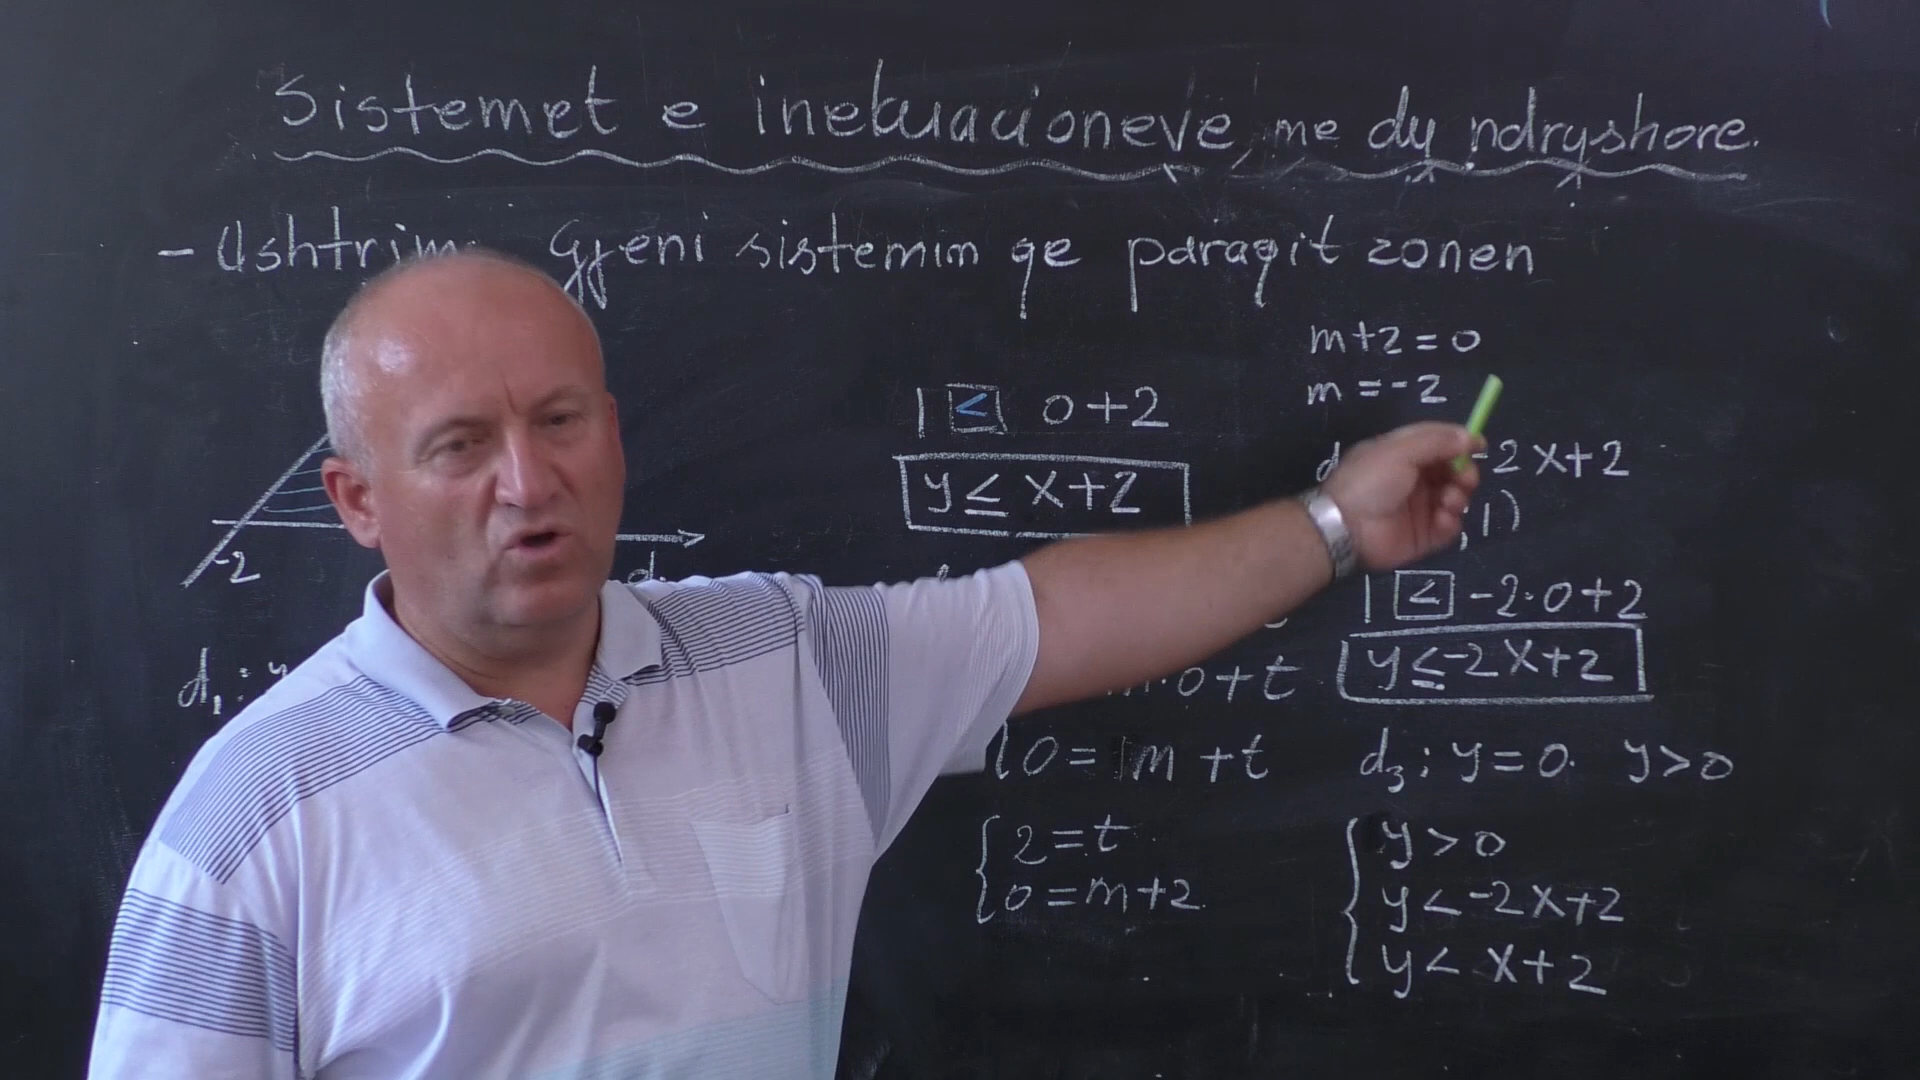 Sistemet e inekuacioneve, me dy ndryshore.
- Ushtrim Gjeni sistemin qe paraqit zonen
-2
d₁: y
1 < 0+2
y ≤ x+2
0+t
0 = 1m +t
{ 2 = t
0 = m+2
m+2=0
m = -2
-2x+2
1)
1 < -2·0+2
y ≤ -2x+2
d₃: y=0. y>0
{ y > 0
y < -2x+2
y < x+2